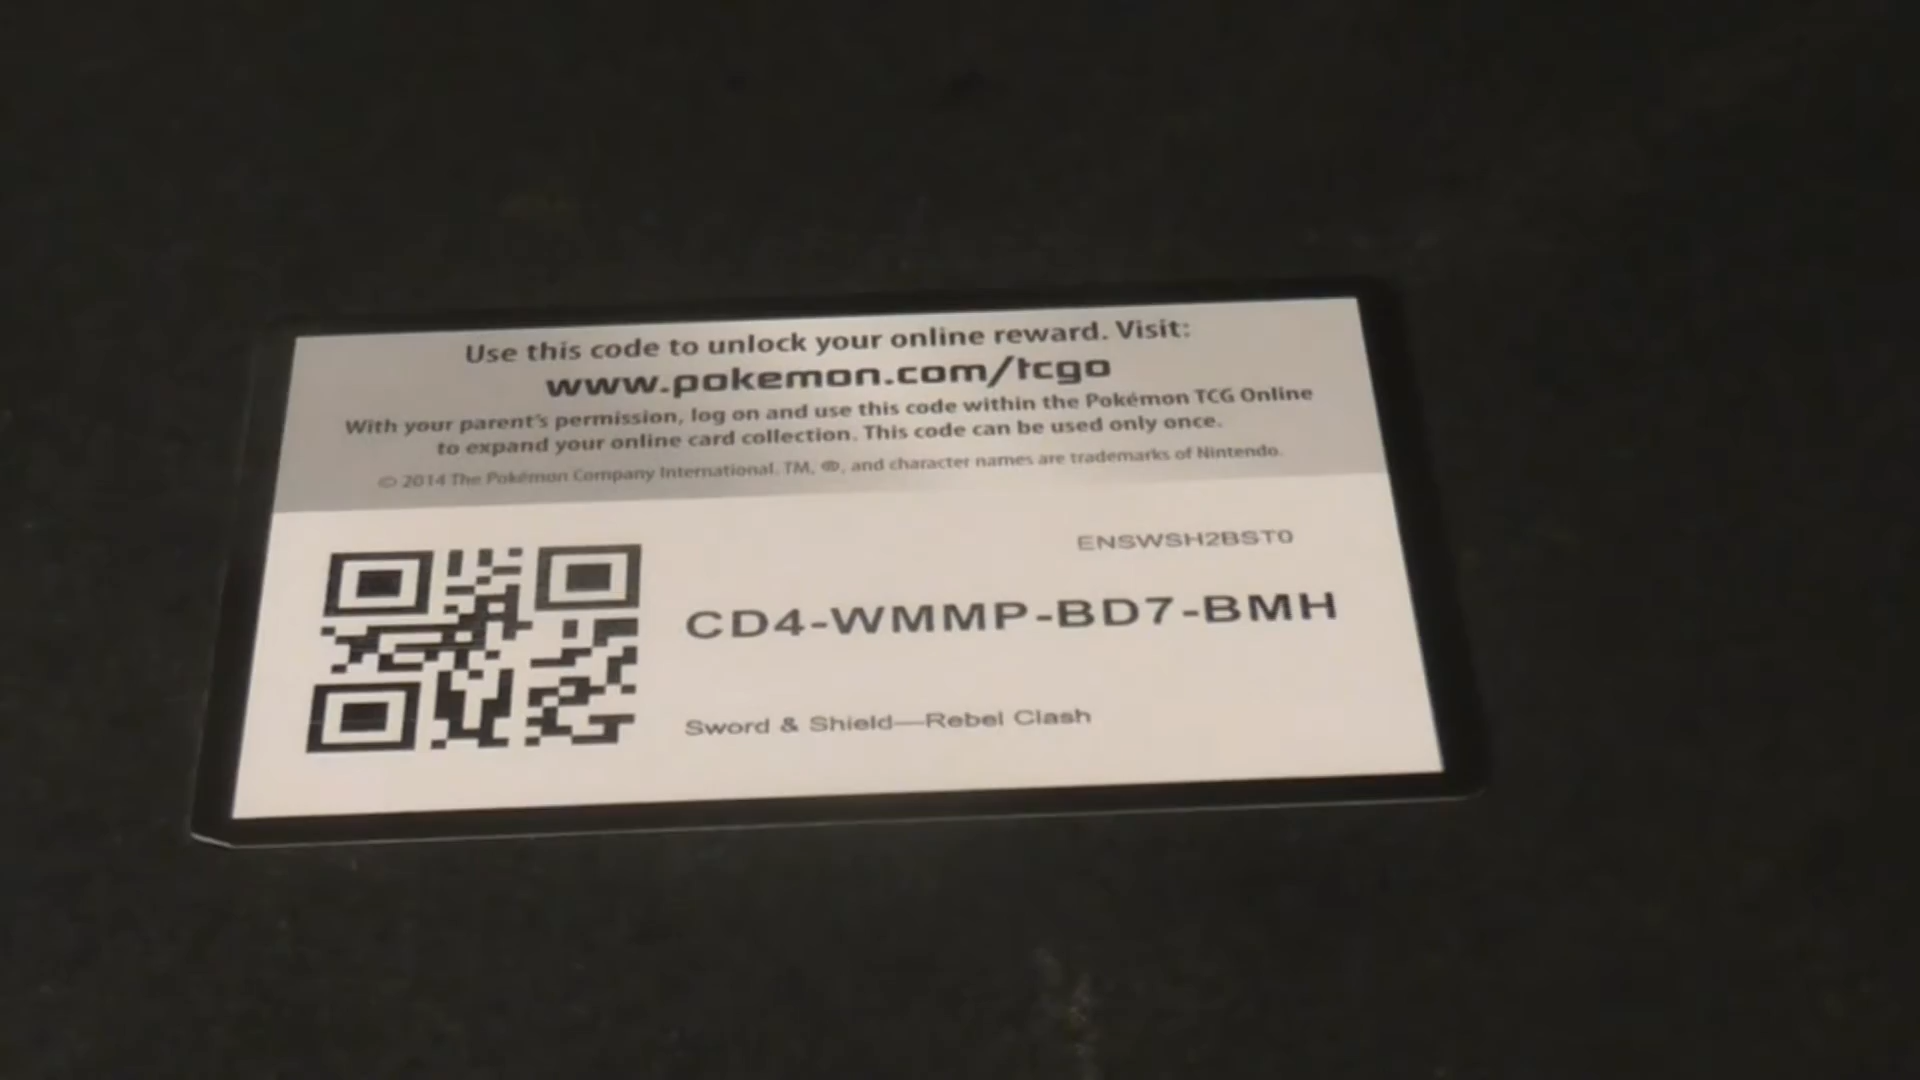 Use this code to unlock your online reward. Visit:
www.pokemon.com/tcgo
With your parent's permission, log on and use this code within the Pokémon TCG Online
to expand your online card collection. This code can be used only once.
© 2014 The Pokémon Company International. TM, ®, and character names are trademarks of Nintendo.
ENSWSH2BST0
CD4-WMMP-BD7-BMH
Sword & Shield—Rebel Clash